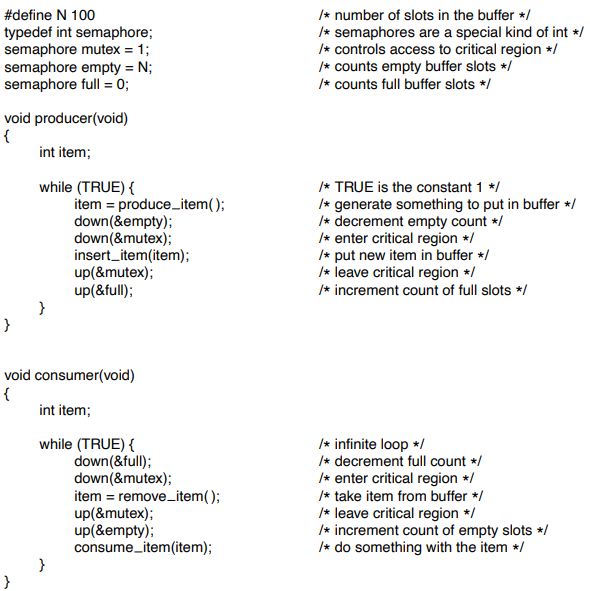 #define N 100 /* number of slots in the buffer */
typedef int semaphore; /* semaphores are a special kind of int */
semaphore mutex = 1; /* controls access to critical region */
semaphore empty = N; /* counts empty buffer slots */
semaphore full = 0; /* counts full buffer slots */
void producer(void)
{
int item;
while (TRUE) { /* TRUE is the constant 1 */
item = produce_item( ); /* generate something to put in buffer */
down(&empty); /* decrement empty count */
down(&mutex); /* enter critical region */
insert_item(item); /* put new item in buffer */
up(&mutex); /* leave critical region */
up(&full); /* increment count of full slots */
}
}
void consumer(void)
{
int item;
while (TRUE) { /* infinite loop */
down(&full); /* decrement full count */
down(&mutex); /* enter critical region */
item = remove_item( ); /* take item from buffer */
up(&mutex); /* leave critical region */
up(&empty); /* increment count of empty slots */
consume_item(item); /* do something with the item */
}
}